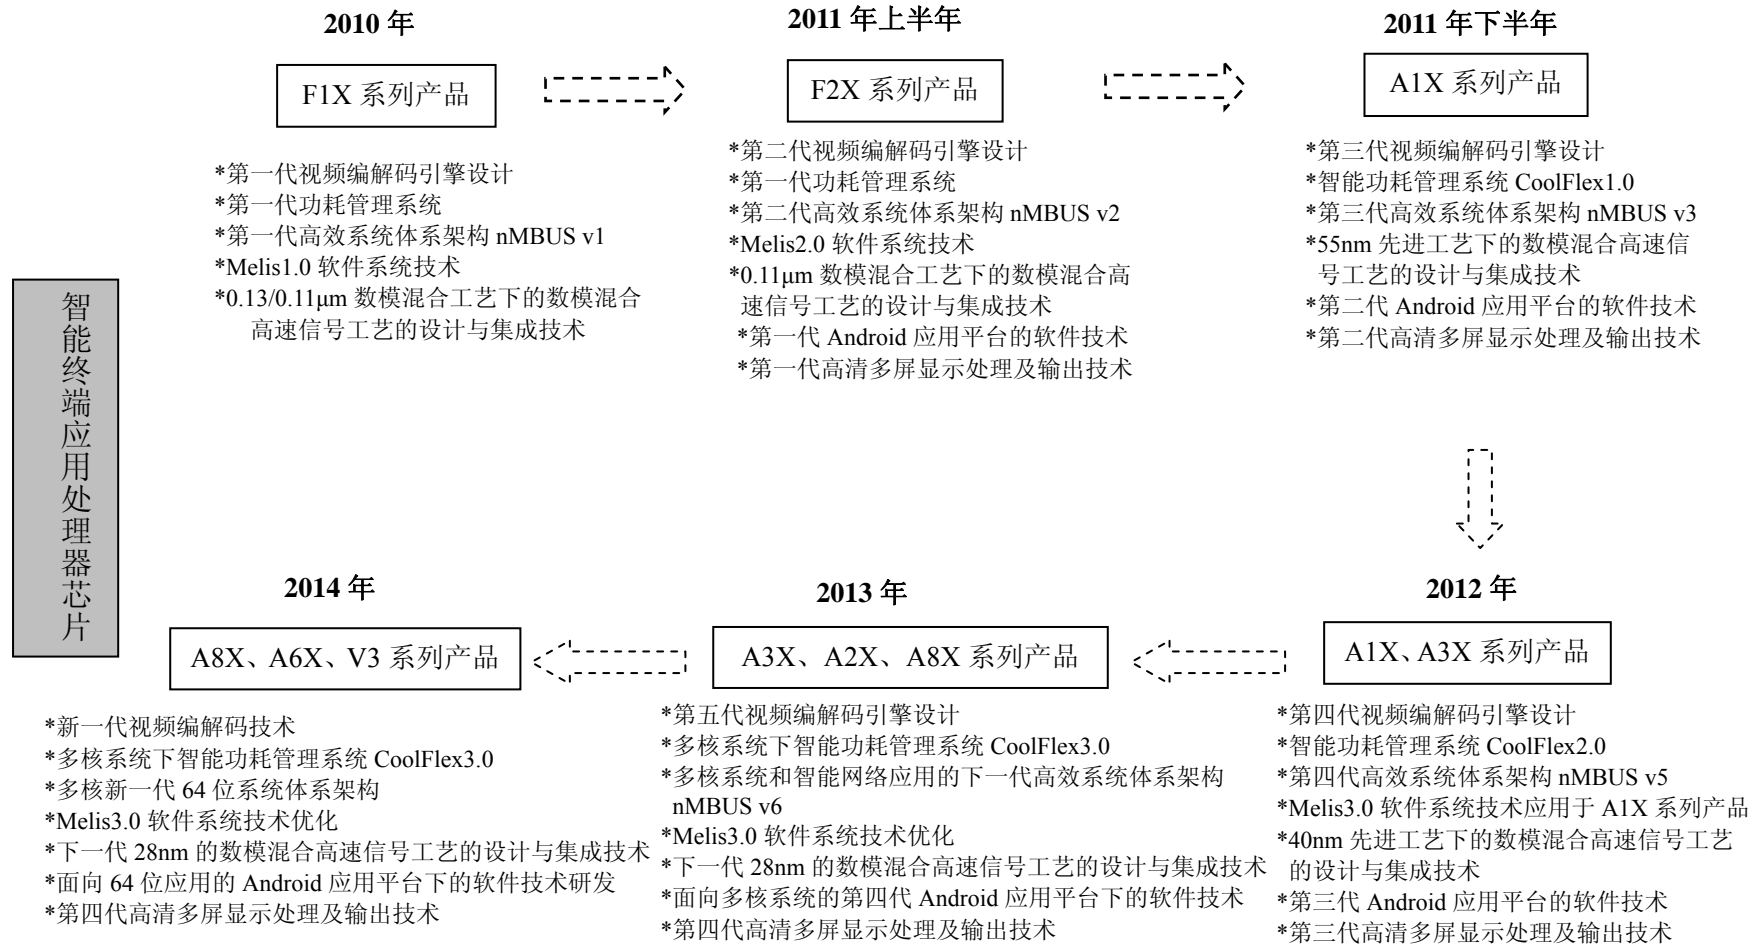 智能终端应用处理器芯片
2010 年
F1X 系列产品
*第一代视频编解码引擎设计
*第一代功耗管理系统
*第一代高效系统体系架构 nMBUS v1
*Melis1.0 软件系统技术
*0.13/0.11μm 数模混合工艺下的数模混合
高速信号工艺的设计与集成技术
2011 年上半年
F2X 系列产品
*第二代视频编解码引擎设计
*第一代功耗管理系统
*第二代高效系统体系架构 nMBUS v2
*Melis2.0 软件系统技术
*0.11μm 数模混合工艺下的数模混合高
速信号工艺的设计与集成技术
*第一代 Android 应用平台的软件技术
*第一代高清多屏显示处理及输出技术
2011 年下半年
A1X 系列产品
*第三代视频编解码引擎设计
*智能功耗管理系统 CoolFlex1.0
*第三代高效系统体系架构 nMBUS v3
*55nm 先进工艺下的数模混合高速信
号工艺的设计与集成技术
*第二代 Android 应用平台的软件技术
*第二代高清多屏显示处理及输出技术
2012 年
A1X、A3X 系列产品
*第四代视频编解码引擎设计
*智能功耗管理系统 CoolFlex2.0
*第四代高效系统体系架构 nMBUS v5
*Melis3.0 软件系统技术应用于 A1X 系列产品
*40nm 先进工艺下的数模混合高速信号工艺
的设计与集成技术
*第三代 Android 应用平台的软件技术
*第三代高清多屏显示处理及输出技术
2013 年
A3X、A2X、A8X 系列产品
*第五代视频编解码引擎设计
*多核系统下智能功耗管理系统 CoolFlex3.0
*多核系统和智能网络应用的下一代高效系统体系架构
nMBUS v6
*Melis3.0 软件系统技术优化
*下一代 28nm 的数模混合高速信号工艺的设计与集成技术
*面向多核系统的第四代 Android 应用平台下的软件技术
*第四代高清多屏显示处理及输出技术
2014 年
A8X、A6X、V3 系列产品
*新一代视频编解码技术
*多核系统下智能功耗管理系统 CoolFlex3.0
*多核新一代 64 位系统体系架构
*Melis3.0 软件系统技术优化
*下一代 28nm 的数模混合高速信号工艺的设计与集成技术
*面向 64 位应用的 Android 应用平台下的软件技术研发
*第四代高清多屏显示处理及输出技术